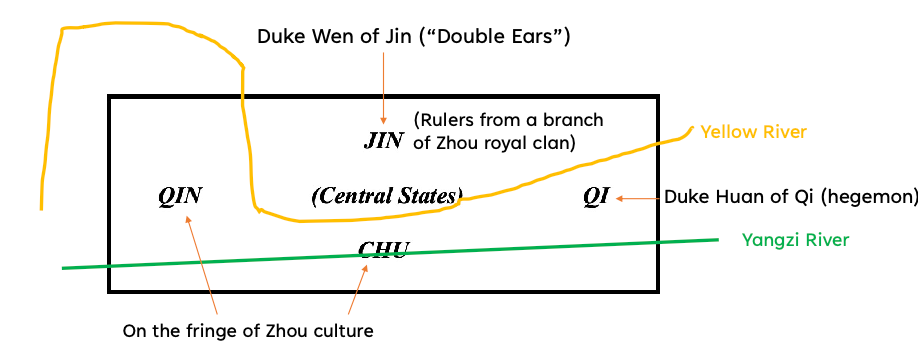 Duke Wen of Jin (“Double Ears”)
(Rulers from a branch
JIN of Zhou royal clan)
Yellow River
QIN
(Central States)
QI
Duke Huan of Qi (hegemon)
CHU
Yangzi River
On the fringe of Zhou culture